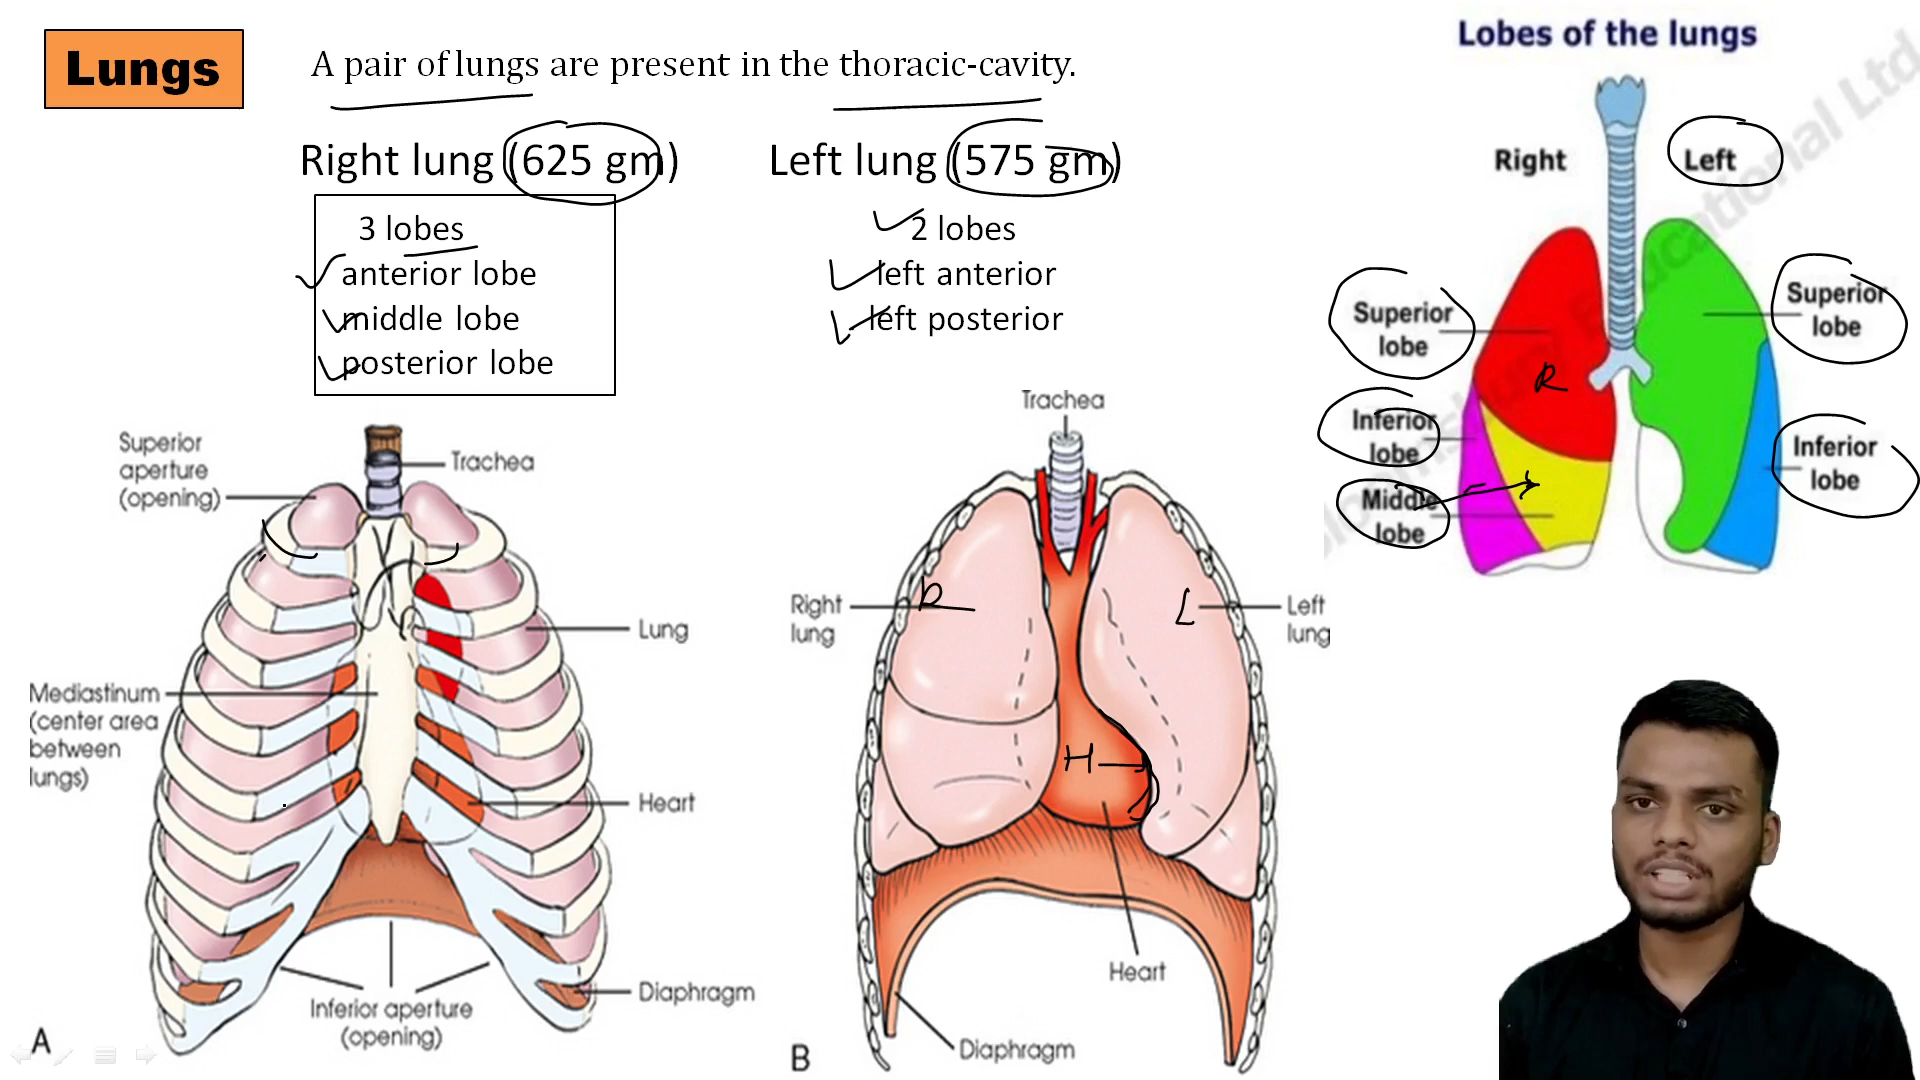 Lungs
A pair of lungs are present in the thoracic-cavity.
Right lung (625 gm)
3 lobes
anterior lobe
middle lobe
posterior lobe
Left lung (575 gm)
2 lobes
left anterior
left posterior
Lobes of the lungs
Right
Left
Superior
lobe
Superior
lobe
R
Inferior
lobe
Middle
lobe
Inferior
lobe
Superior
aperture
(opening)
Trachea
Lung
Mediastinum
(center area
between
lungs)
Heart
Inferior aperture
(opening)
Diaphragm
A
Trachea
Right
lung
L
Left
lung
H
Heart
Diaphragm
B